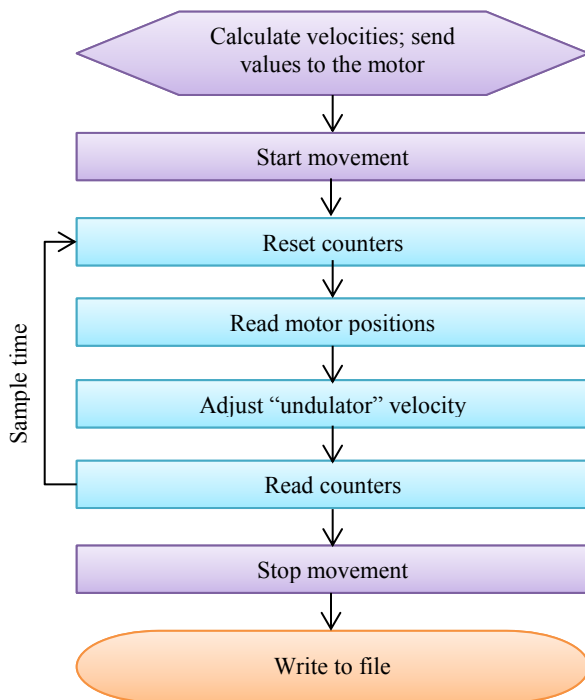 Calculate velocities; send
values to the motor
Start movement
Reset counters
Read motor positions
Adjust “undulator” velocity
Read counters
Sample time
Stop movement
Write to file